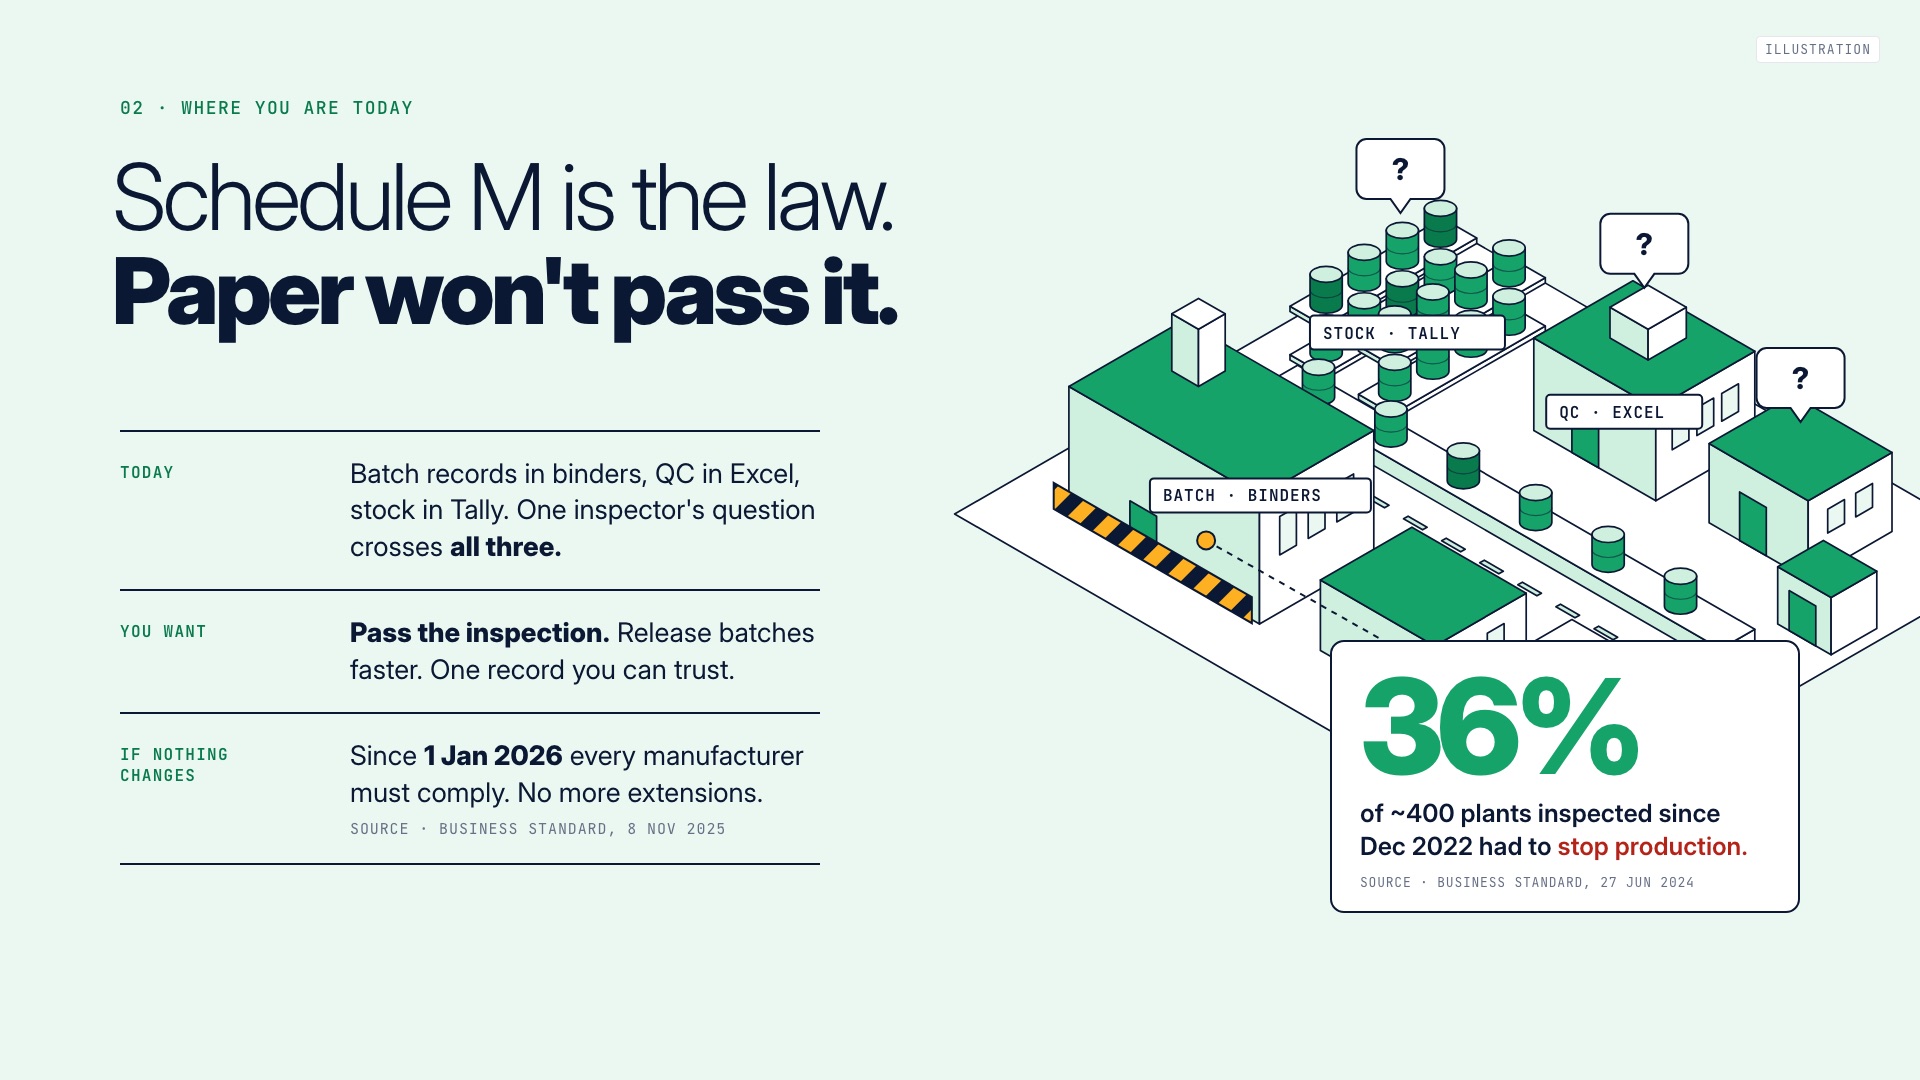 ILLUSTRATION
02 · WHERE YOU ARE TODAY
Schedule M is the law.
Paper won't pass it.
TODAY
Batch records in binders, QC in Excel,
stock in Tally. One inspector's question
crosses all three.
YOU WANT
Pass the inspection. Release batches
faster. One record you can trust.
IF NOTHING
CHANGES
Since 1 Jan 2026 every manufacturer
must comply. No more extensions.
SOURCE · BUSINESS STANDARD, 8 NOV 2025
?
?
?
STOCK · TALLY
QC · EXCEL
BATCH · BINDERS
36%
of ~400 plants inspected since
Dec 2022 had to stop production.
SOURCE · BUSINESS STANDARD, 27 JUN 2024